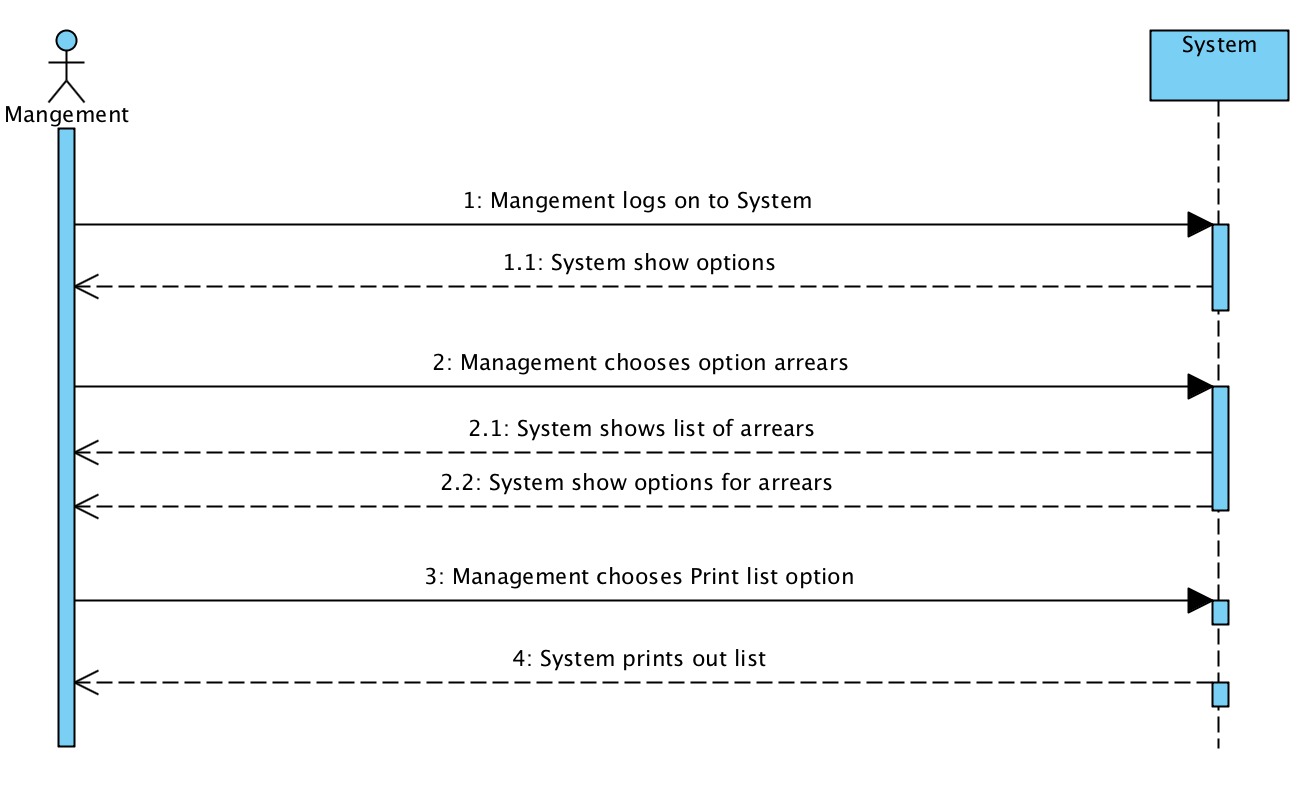 System
Mangement
1: Mangement logs on to System
1.1: System show options
2: Management chooses option arrears
2.1: System shows list of arrears
2.2: System show options for arrears
3: Management chooses Print list option
4: System prints out list